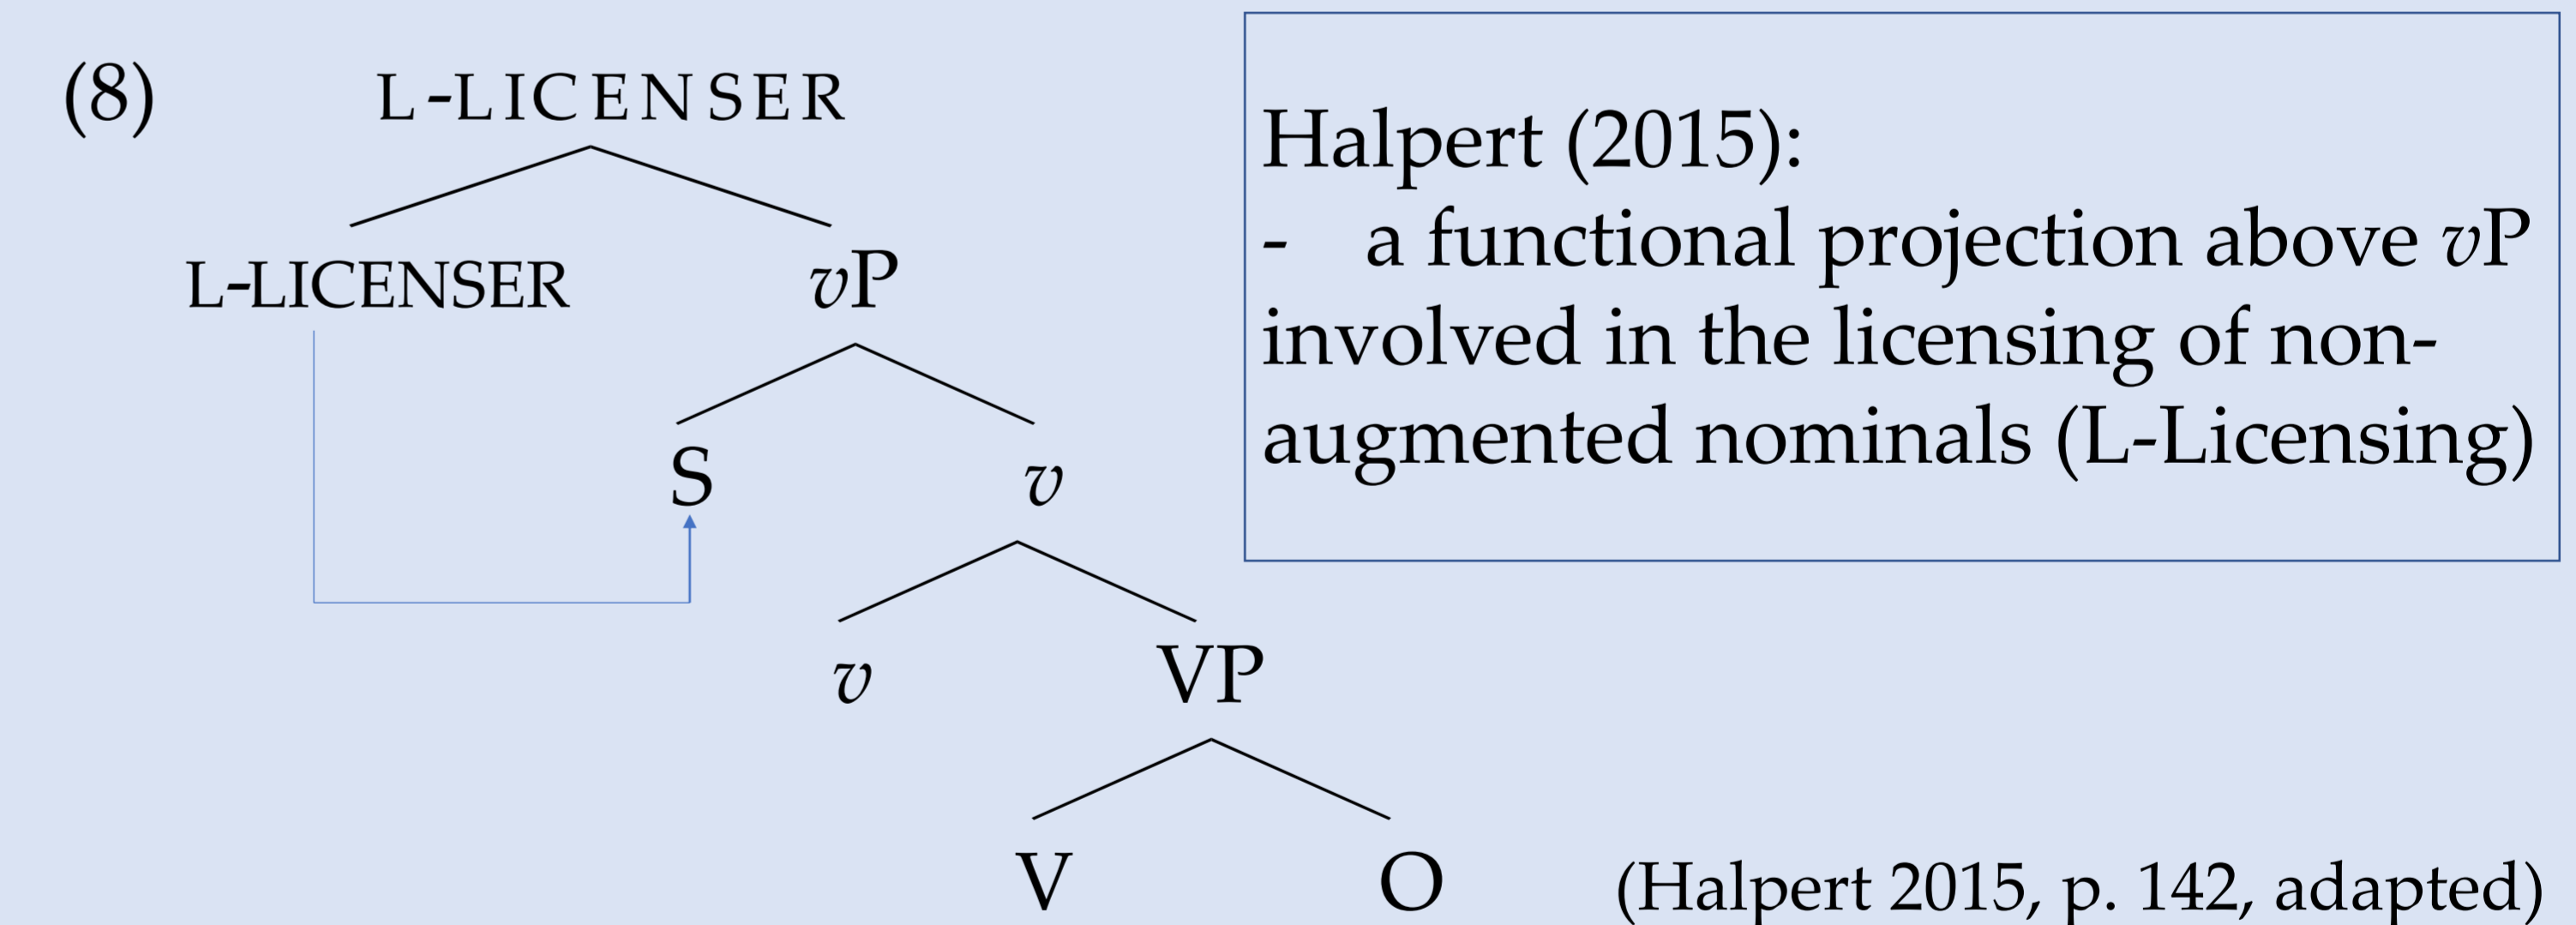 (8)
L-LICENSER
L-LICENSER
vP
S
v
v
VP
V
O
Halpert (2015):
- a functional projection above vP
involved in the licensing of non-
augmented nominals (L-Licensing)
(Halpert 2015, p. 142, adapted)